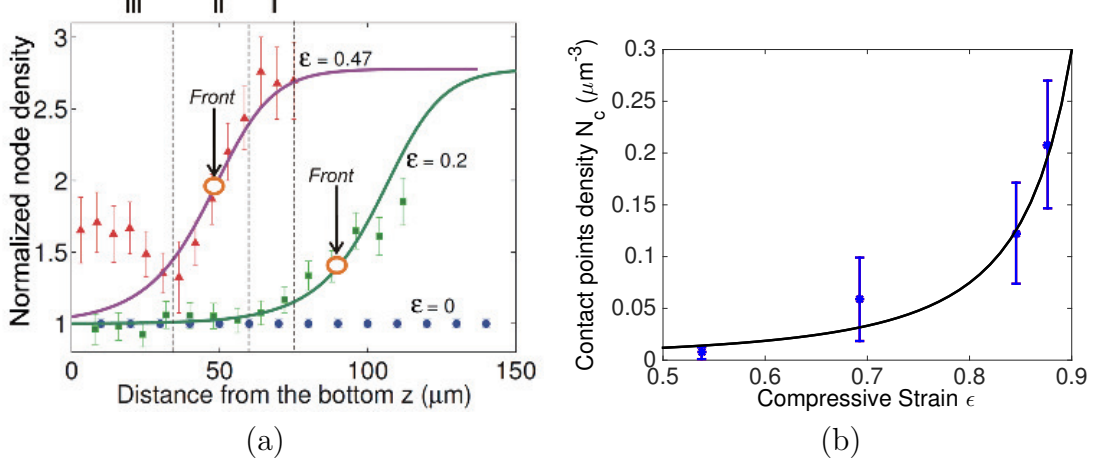 III II I
3
2.5
2
1.5
1
Normalized node density
ε = 0.47
Front
ε = 0.2
Front
ε = 0
0 50 100 150
Distance from the bottom z (μm)
(a)
0.3
0.25
0.2
0.15
0.1
0.05
0
Contact points density N_c (μm⁻³)
0.5 0.6 0.7 0.8 0.9
Compressive Strain ϵ
(b)